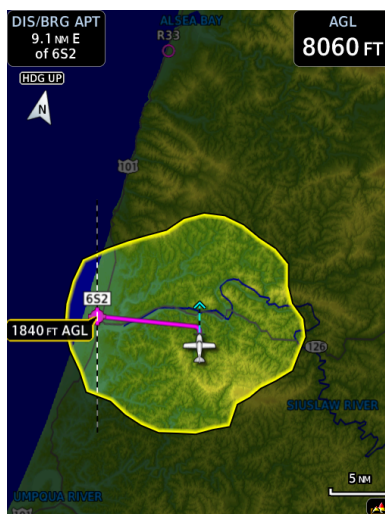 DIS/BRG APT
9.1 NM E
of 6S2
ALSEA BAY
R33
AGL
8060 FT
HDG UP
N
101
6S2
1840 FT AGL
126
SIUSLAW RIVER
5 NM
UMPQUA RIVER
101